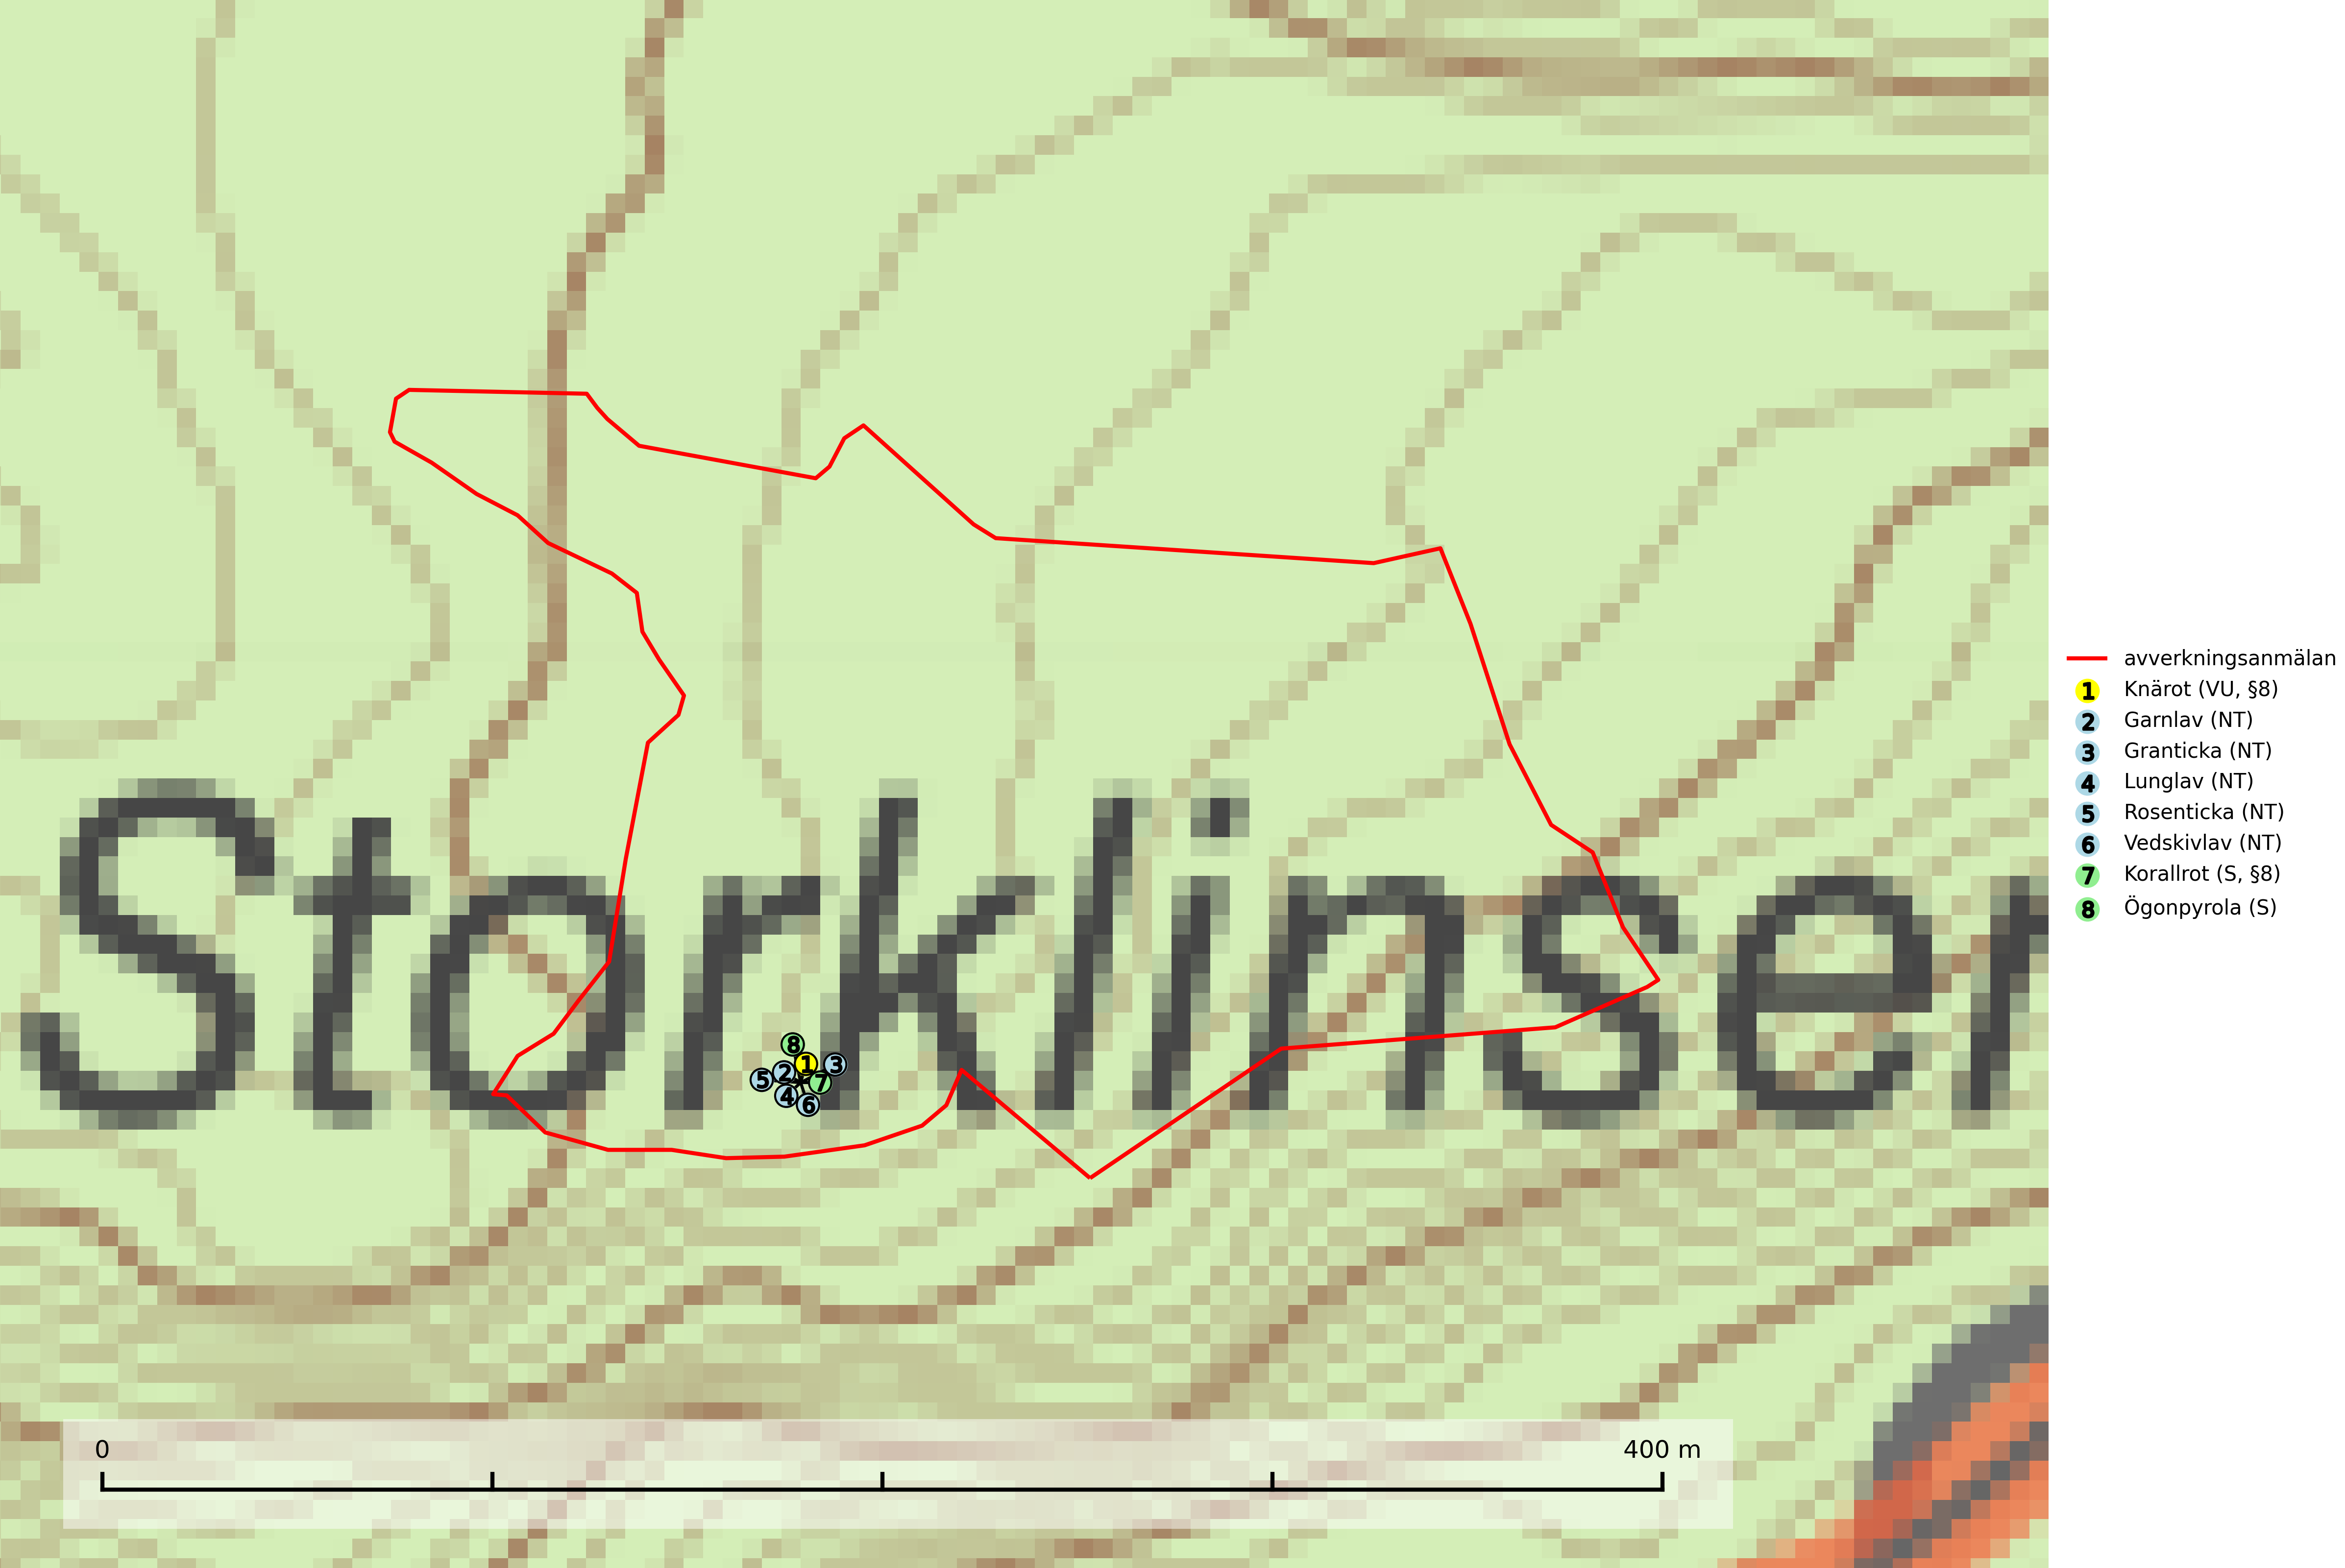 Storklinser
8
1
3
2
5
7
4
6
0
400 m
avverkningsanmälan
1 Knärot (VU, §8)
2 Garnlav (NT)
3 Granticka (NT)
4 Lunglav (NT)
5 Rosenticka (NT)
6 Vedskivlav (NT)
7 Korallrot (S, §8)
8 Ögonpyrola (S)